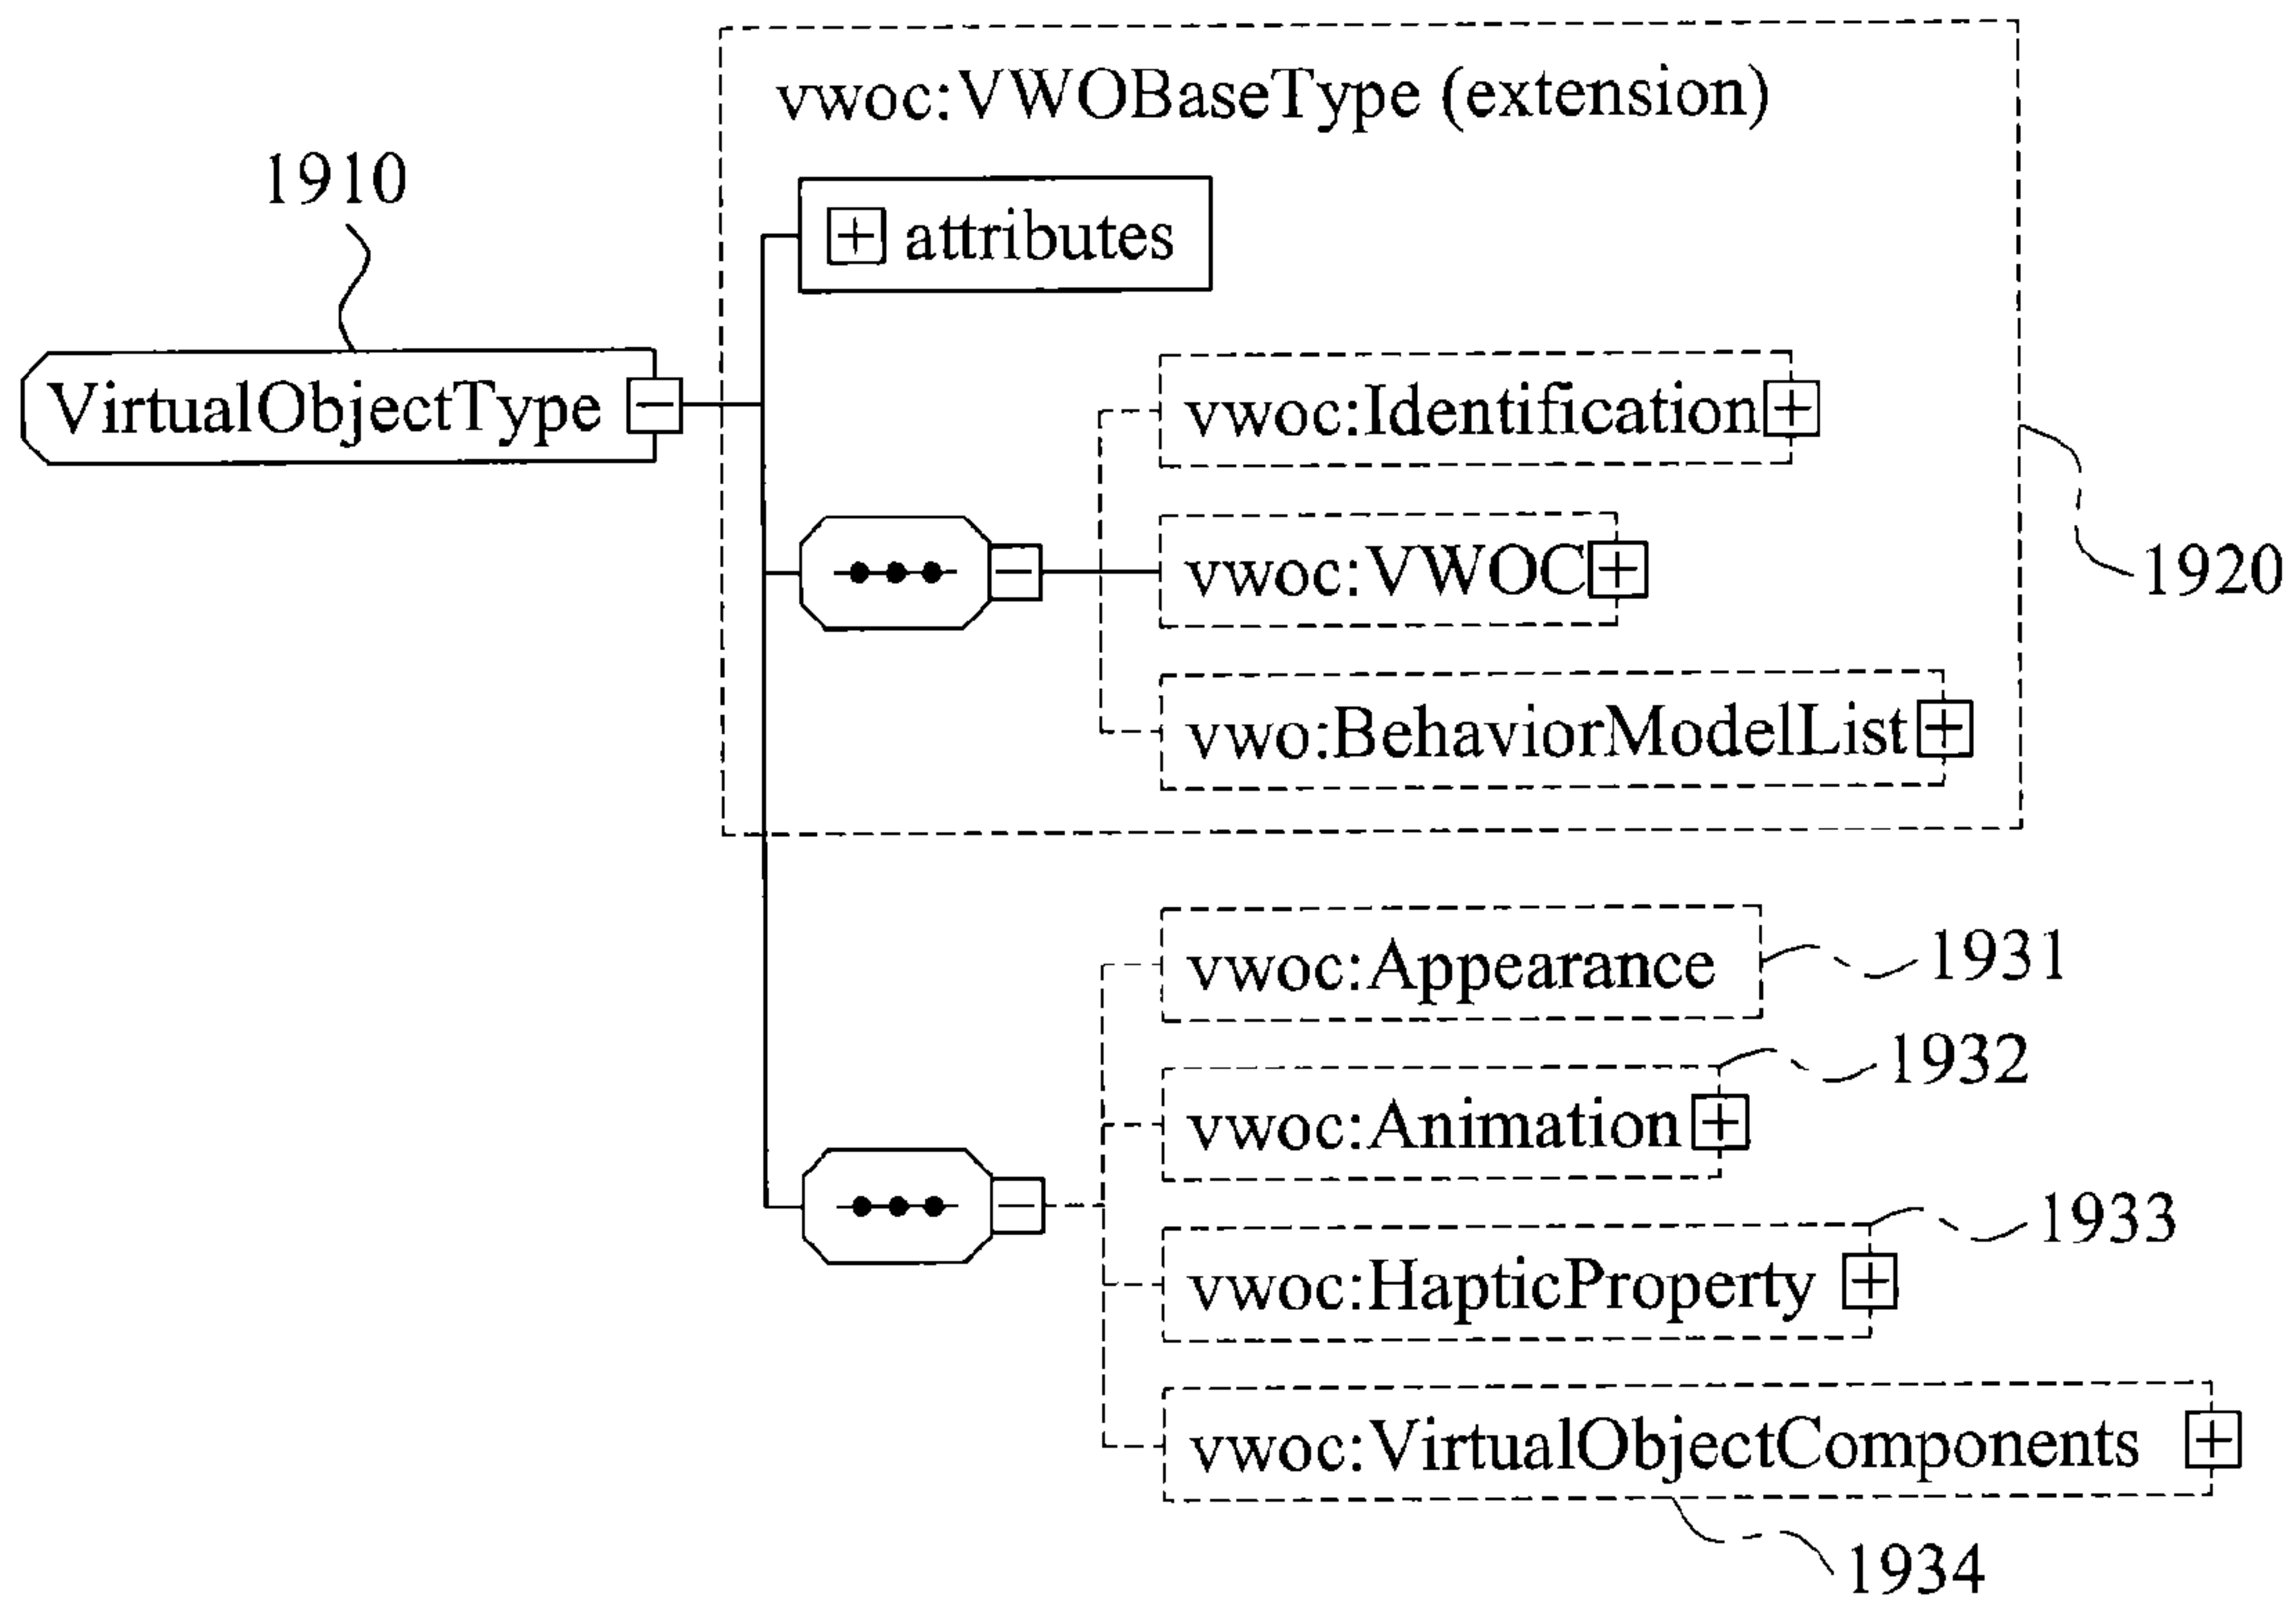 vwoc:VWOBaseType (extension)
1910
attributes
VirtualObjectType
vwoc:Identification
vwoc:VWOC
1920
vwo:BehaviorModelList
vwoc:Appearance
1931
1932
vwoc:Animation
1933
vwoc:HapticProperty
vwoc:VirtualObjectComponents
1934